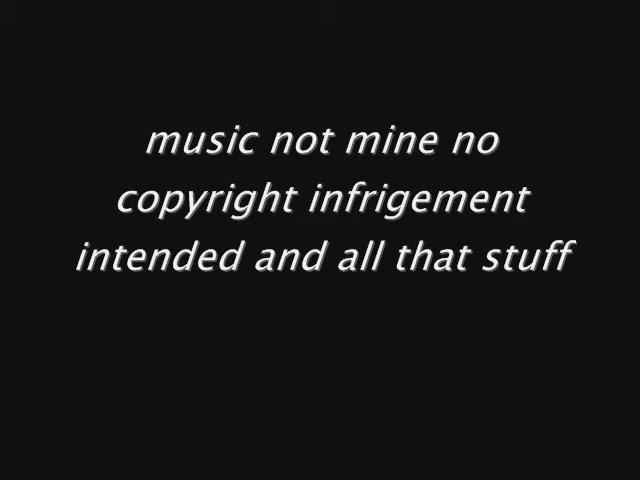 music not mine no
copyright infrigement
intended and all that stuff